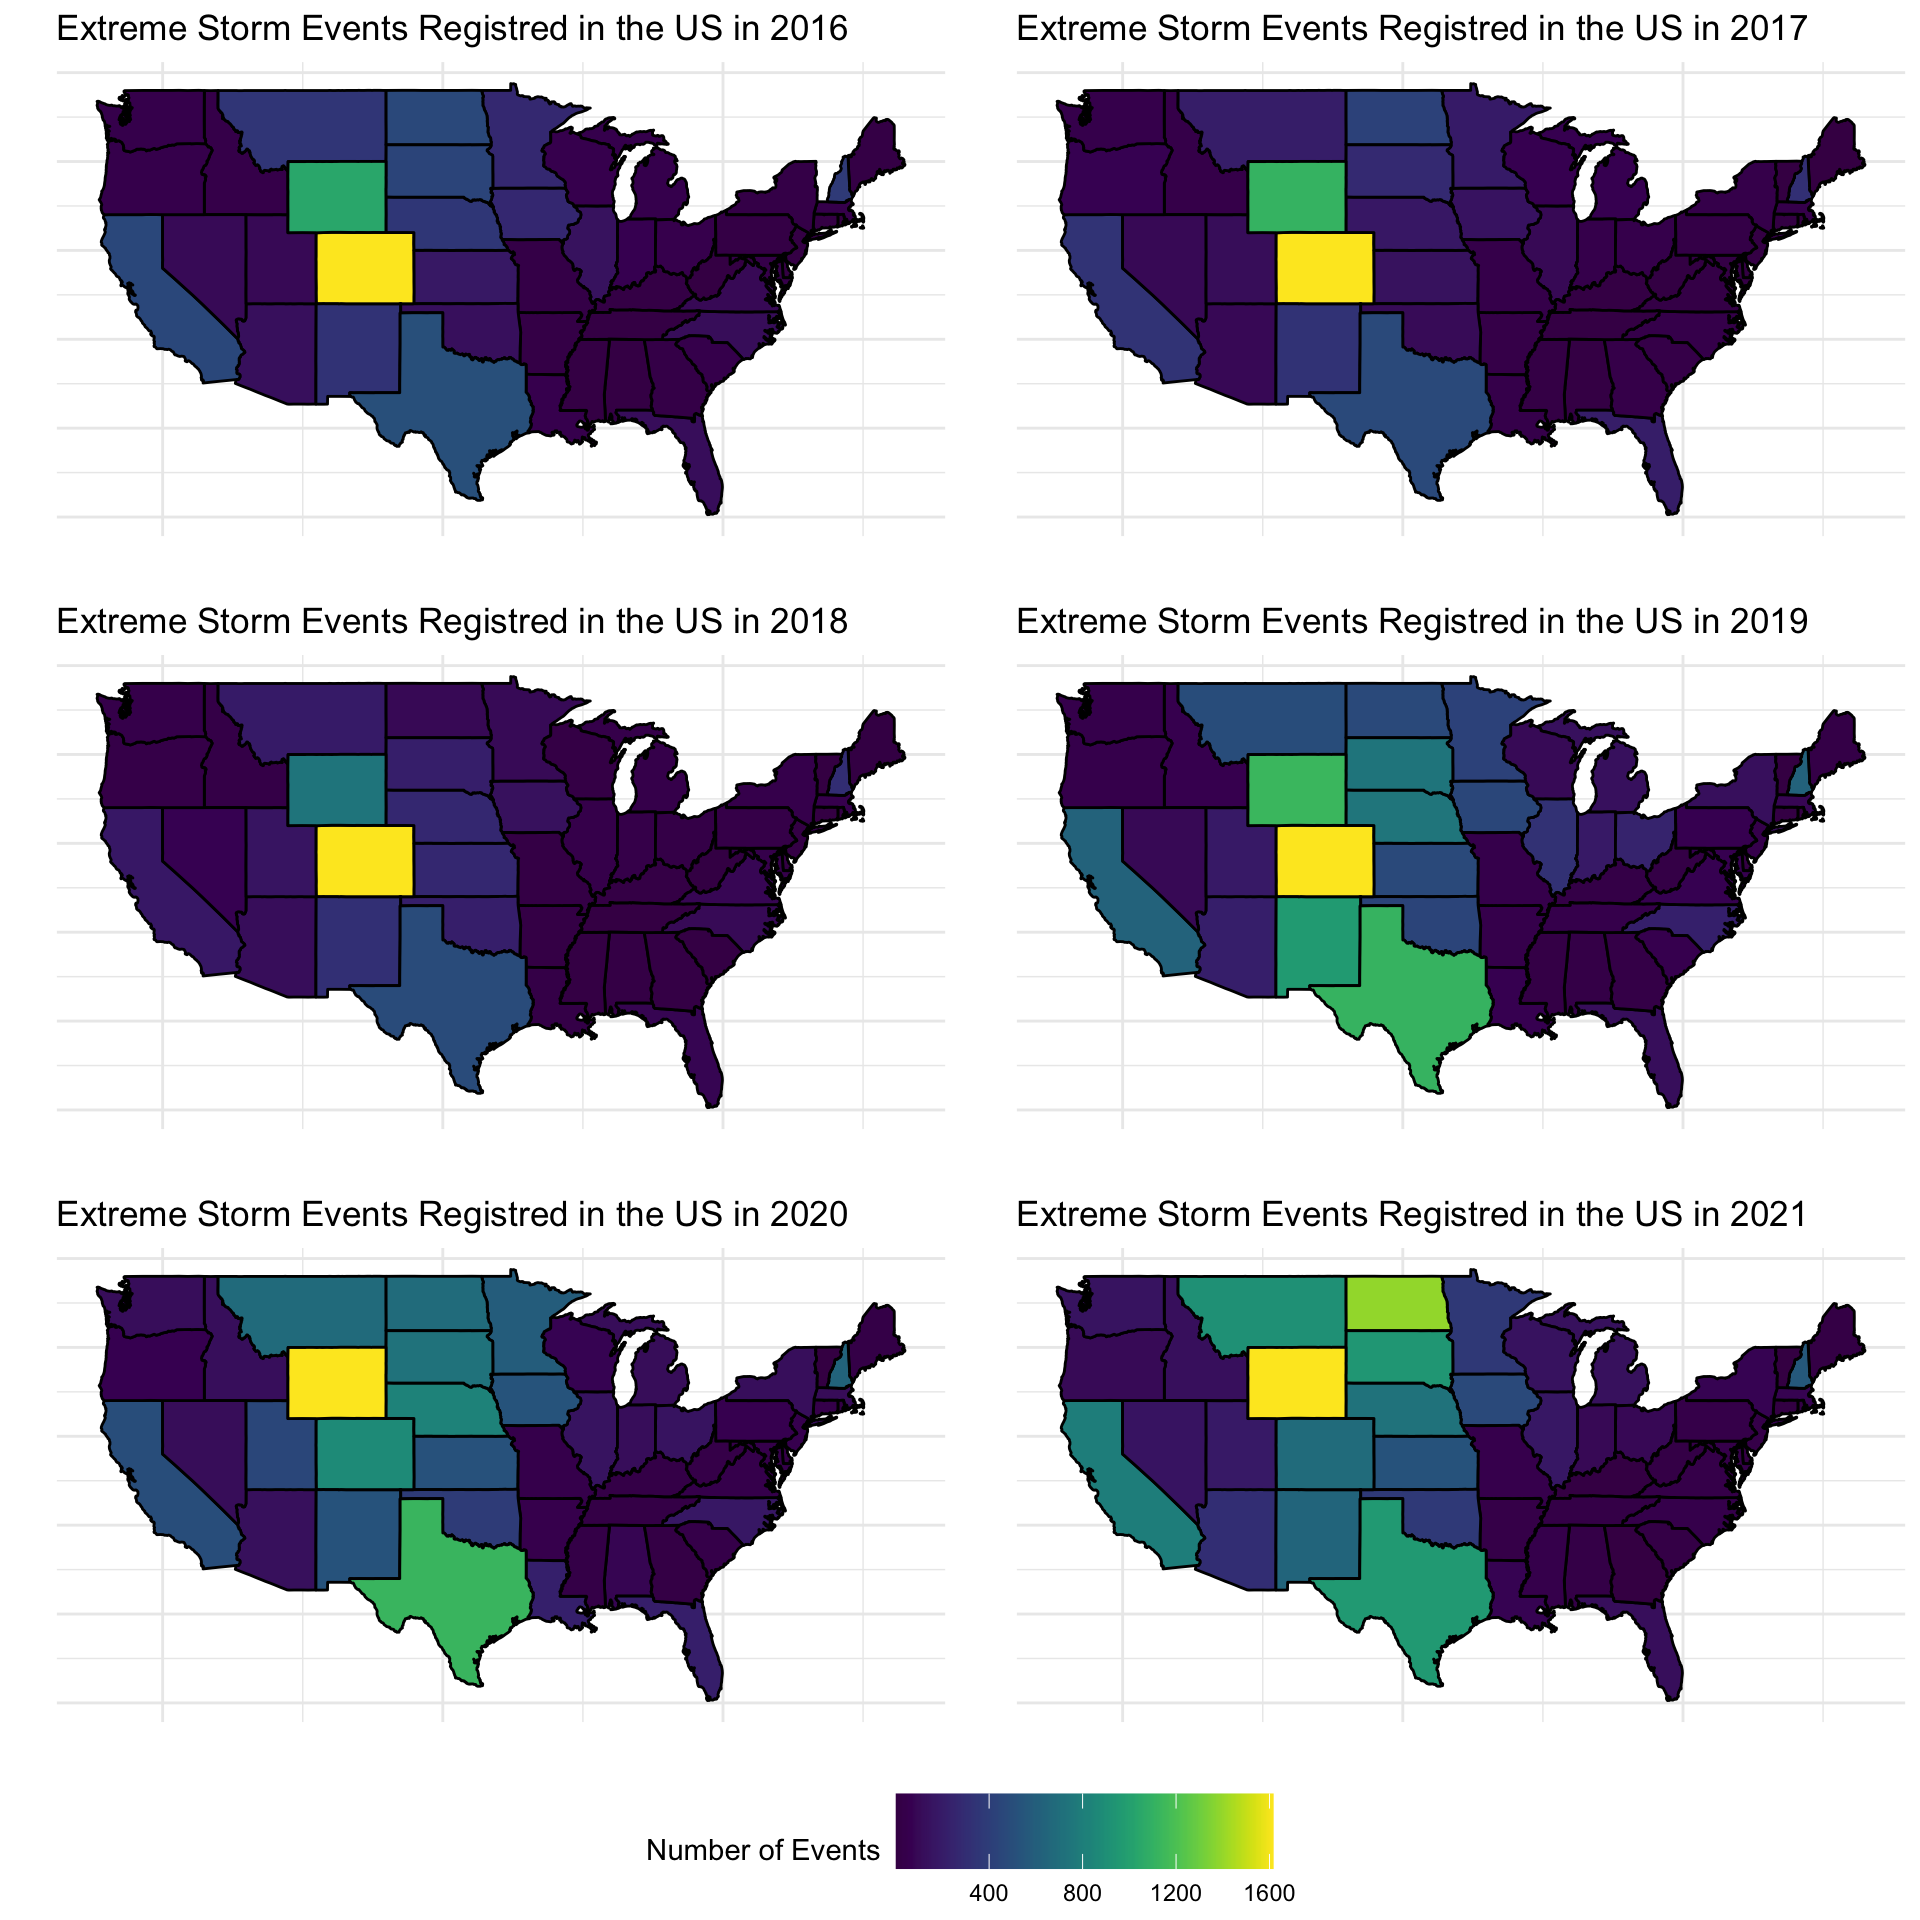 Extreme Storm Events Registred in the US in 2016
Extreme Storm Events Registred in the US in 2017
Extreme Storm Events Registred in the US in 2018
Extreme Storm Events Registred in the US in 2019
Extreme Storm Events Registred in the US in 2020
Extreme Storm Events Registred in the US in 2021
Number of Events
400 800 1200 1600